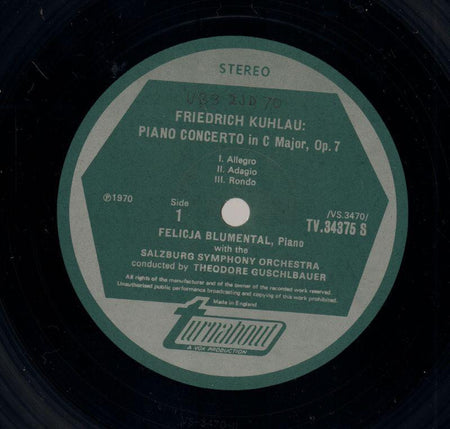 STEREO
UB3 2JD 70
FRIEDRICH KUHLAU:
PIANO CONCERTO in C Major, Op. 7
I. Allegro
II. Adagio
III. Rondo
℗1970
Side
1
/VS.3470/
TV.34375 S
FELICJA BLUMENTAL, Piano
with the
SALZBURG SYMPHONY ORCHESTRA
conducted by THEODORE GUSCHLBAUER
All rights of the manufacturer and of the owner of the recorded work reserved.
Unauthorised public performance broadcasting and copying of this work prohibited.
Made in England
turnabout
A VOX PRODUCTION